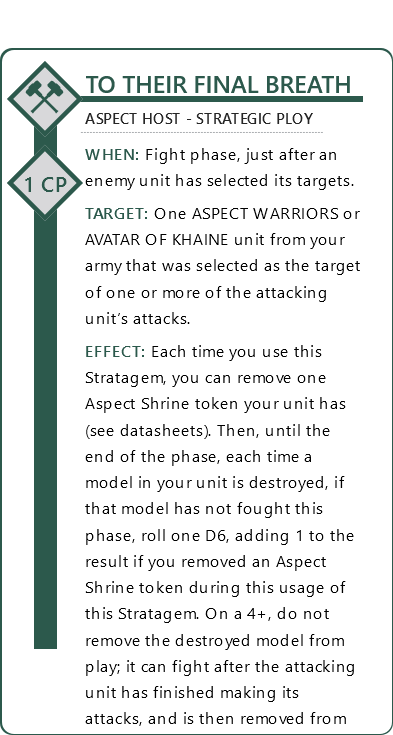 TO THEIR FINAL BREATH
ASPECT HOST - STRATEGIC PLOY
1 CP
WHEN: Fight phase, just after an
enemy unit has selected its targets.
TARGET: One ASPECT WARRIORS or
AVATAR OF KHAINE unit from your
army that was selected as the target
of one or more of the attacking
unit's attacks.
EFFECT: Each time you use this
Stratagem, you can remove one
Aspect Shrine token your unit has
(see datasheets). Then, until the
end of the phase, each time a
model in your unit is destroyed, if
that model has not fought this
phase, roll one D6, adding 1 to the
result if you removed an Aspect
Shrine token during this usage of
this Stratagem. On a 4+, do not
remove the destroyed model from
play; it can fight after the attacking
unit has finished making its
attacks, and is then removed from